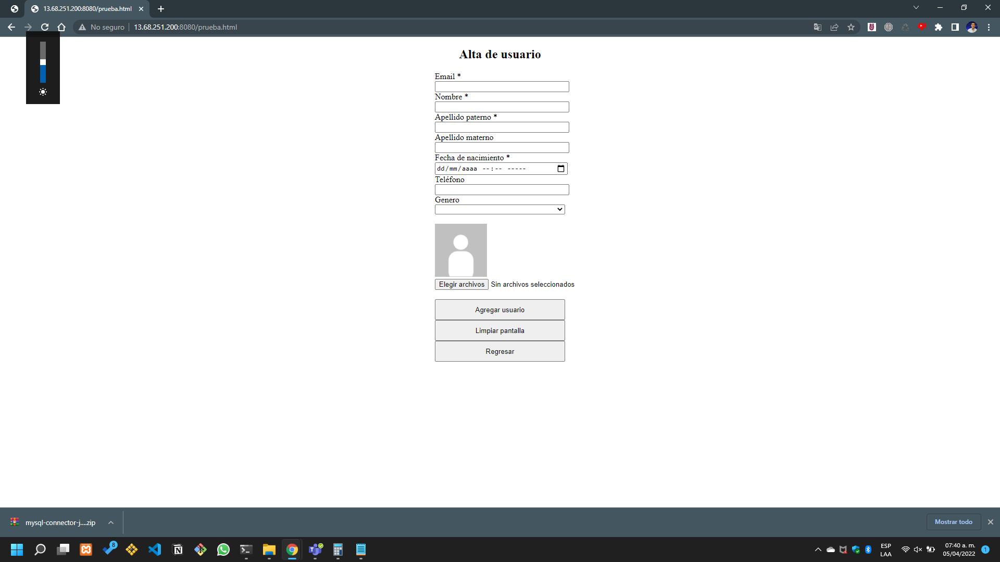 13.68.251.200:8080/prueba.html
No seguro
13.68.251.200:8080/prueba.html
Alta de usuario
Email *
Nombre *
Apellido paterno *
Apellido materno
Fecha de nacimiento *
dd/mm/aaaa --:-- -----
Teléfono
Genero
Elegir archivos Sin archivos seleccionados
Agregar usuario
Limpiar pantalla
Regresar
mysql-connector-j....zip
Mostrar todo
8
ESP
LAA
07:40 a. m.
05/04/2022
1